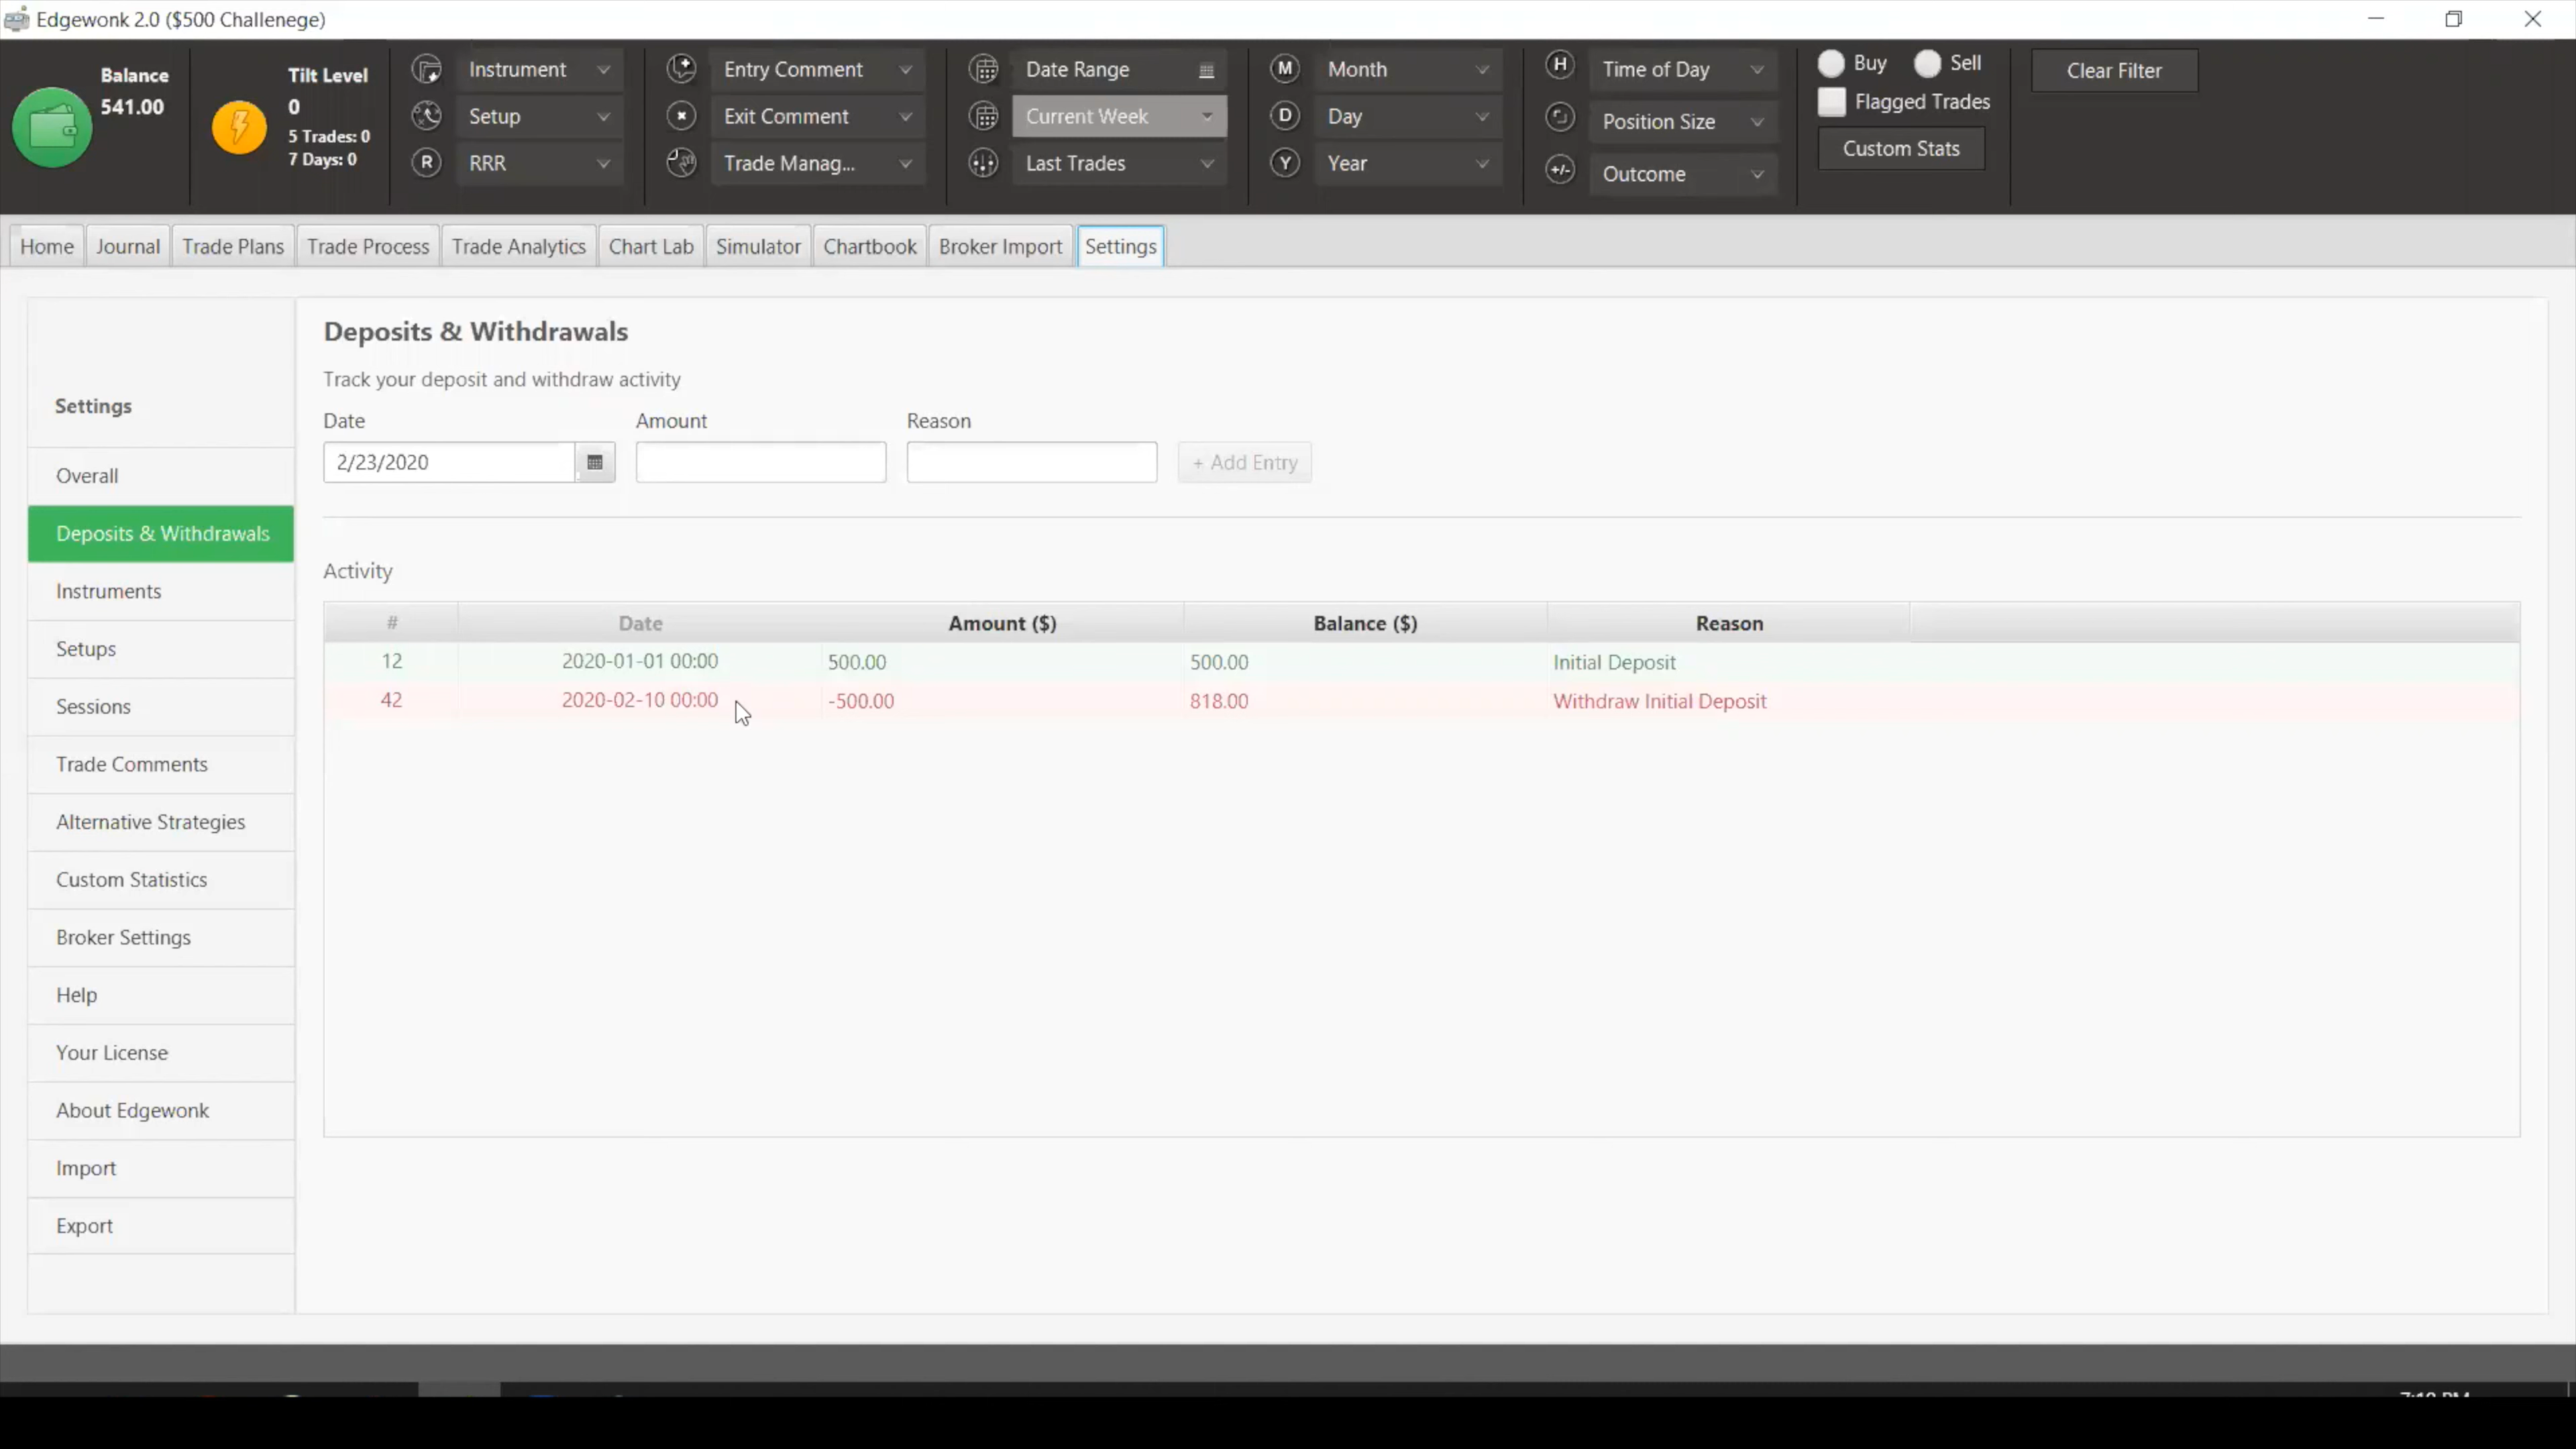 Edgewonk 2.0 ($500 Challenege)
Balance
541.00
Tilt Level
0
5 Trades: 0
7 Days: 0
Instrument
Setup
R RRR
Entry Comment
Exit Comment
Trade Manag...
Date Range
Current Week
Last Trades
M Month
D Day
Y Year
H Time of Day
Position Size
+/- Outcome
Buy Sell
Flagged Trades
Custom Stats
Clear Filter
Home Journal Trade Plans Trade Process Trade Analytics Chart Lab Simulator Chartbook Broker Import Settings
Settings
Overall
Deposits & Withdrawals
Instruments
Setups
Sessions
Trade Comments
Alternative Strategies
Custom Statistics
Broker Settings
Help
Your License
About Edgewonk
Import
Export
Deposits & Withdrawals
Track your deposit and withdraw activity
Date Amount Reason
2/23/2020 + Add Entry
Activity
# Date Amount ($) Balance ($) Reason
12 2020-01-01 00:00 500.00 500.00 Initial Deposit
42 2020-02-10 00:00 -500.00 818.00 Withdraw Initial Deposit